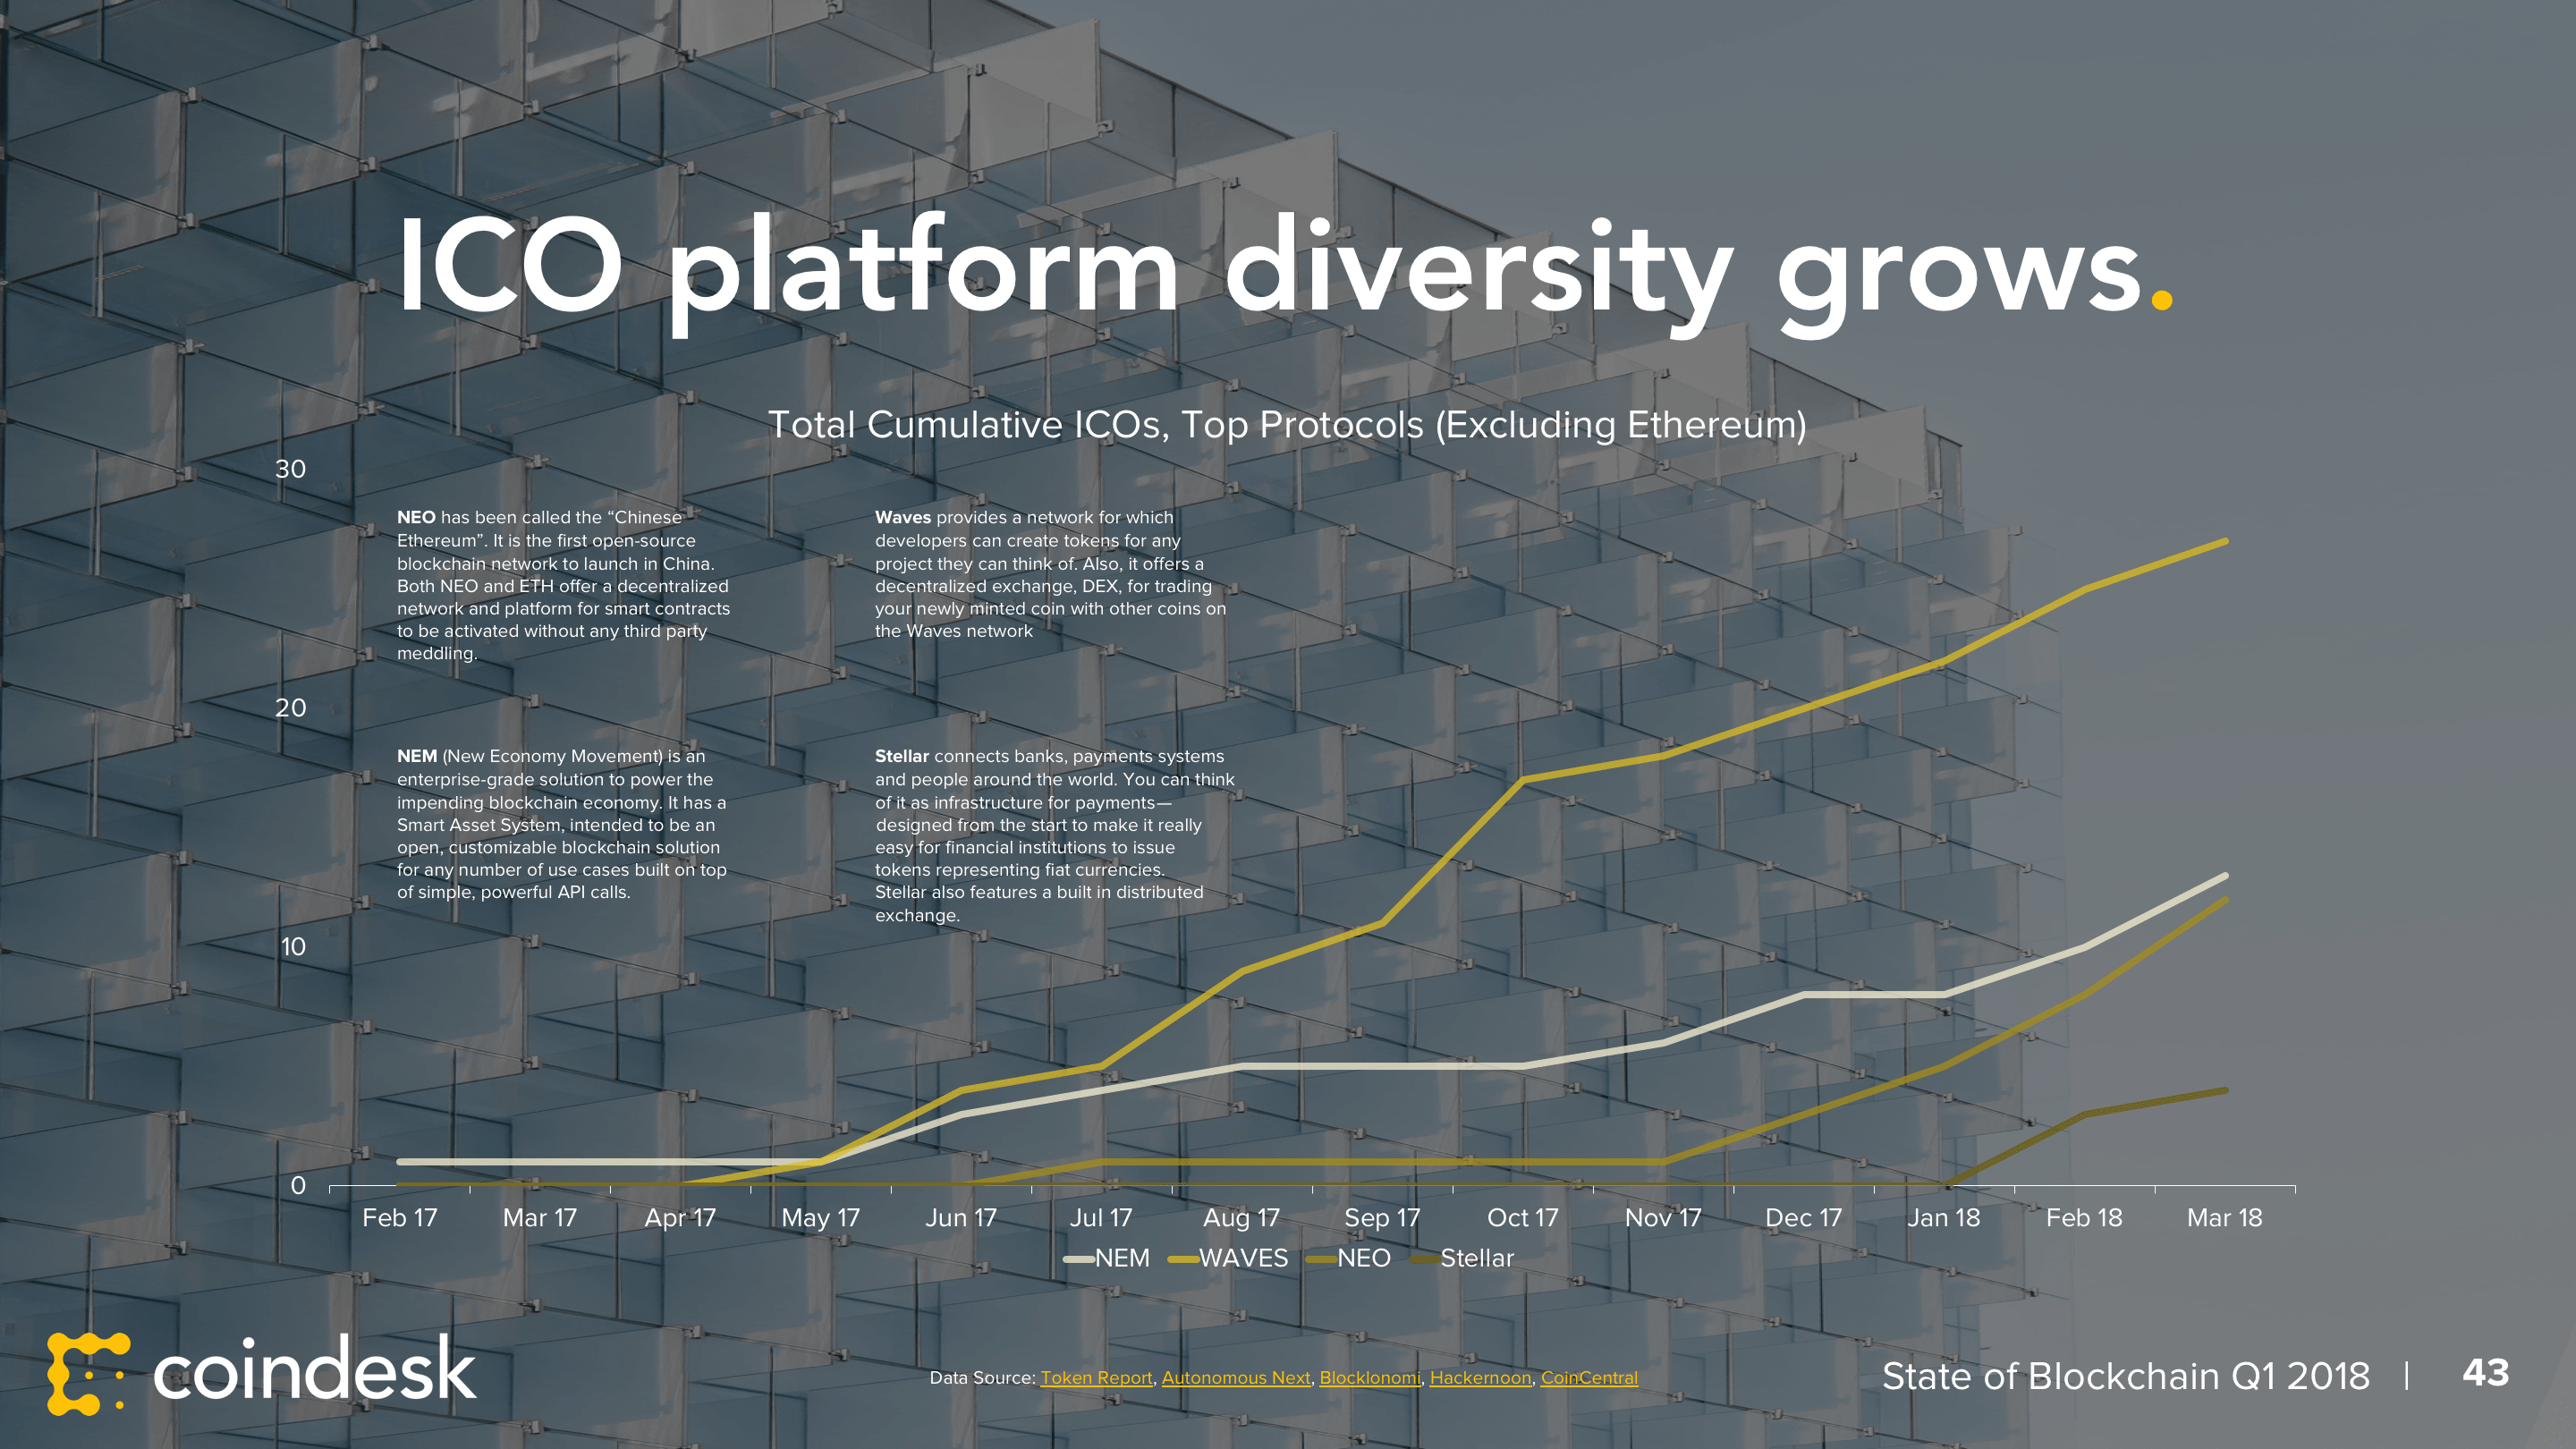 ICO platform diversity grows.
Total Cumulative ICOs, Top Protocols (Excluding Ethereum)
30
20
10
0
NEO has been called the “Chinese
Ethereum”. It is the first open-source
blockchain network to launch in China.
Both NEO and ETH offer a decentralized
network and platform for smart contracts
to be activated without any third party
meddling.
Waves provides a network for which
developers can create tokens for any
project they can think of. Also, it offers a
decentralized exchange, DEX, for trading
your newly minted coin with other coins on
the Waves network
NEM (New Economy Movement) is an
enterprise-grade solution to power the
impending blockchain economy. It has a
Smart Asset System, intended to be an
open, customizable blockchain solution
for any number of use cases built on top
of simple, powerful API calls.
Stellar connects banks, payments systems
and people around the world. You can think
of it as infrastructure for payments—
designed from the start to make it really
easy for financial institutions to issue
tokens representing fiat currencies.
Stellar also features a built in distributed
exchange.
Feb 17 Mar 17 Apr 17 May 17 Jun 17 Jul 17 Aug 17 Sep 17 Oct 17 Nov 17 Dec 17 Jan 18 Feb 18 Mar 18
NEM WAVES NEO Stellar
coindesk
Data Source: Token Report, Autonomous Next, Blocklonomi, Hackernoon, CoinCentral
State of Blockchain Q1 2018 | 43